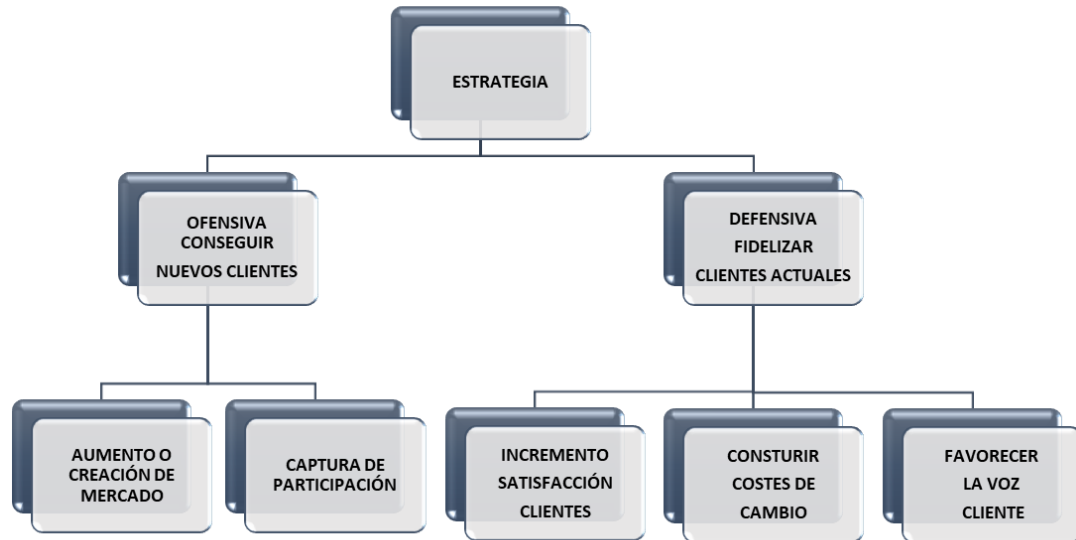 ESTRATEGIA
OFENSIVA
CONSEGUIR
NUEVOS CLIENTES
DEFENSIVA
FIDELIZAR
CLIENTES ACTUALES
AUMENTO O
CREACIÓN DE
MERCADO
CAPTURA DE
PARTICIPACIÓN
INCREMENTO
SATISFACCIÓN
CLIENTES
CONSTURIR
COSTES DE
CAMBIO
FAVORECER
LA VOZ
CLIENTE